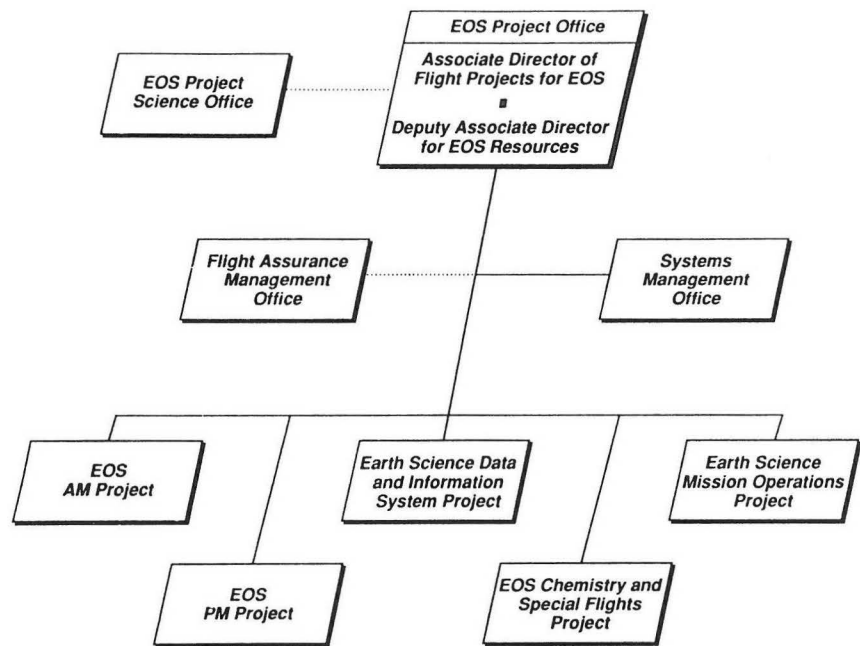 EOS Project Office
Associate Director of
Flight Projects for EOS
Deputy Associate Director
for EOS Resources
EOS Project
Science Office
Flight Assurance
Management
Office
Systems
Management
Office
EOS
AM Project
Earth Science Data
and Information
System Project
Earth Science
Mission Operations
Project
EOS
PM Project
EOS Chemistry and
Special Flights
Project